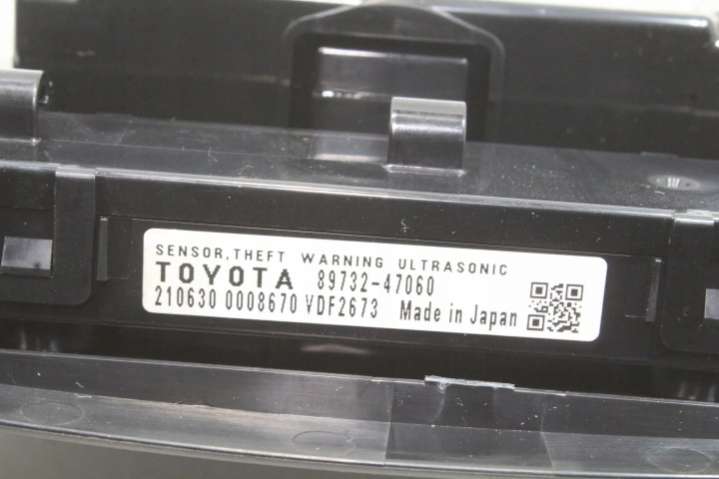 SENSOR,THEFT WARNING ULTRASONIC
TOYOTA 89732-47060
210630 0008670 VDF2673 Made in Japan